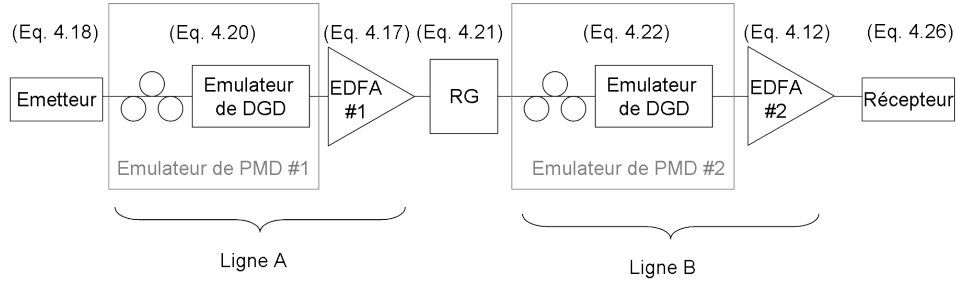 (Eq. 4.18) (Eq. 4.20) (Eq. 4.17) (Eq. 4.21) (Eq. 4.22) (Eq. 4.12) (Eq. 4.26)
Emetteur
Emulateur
de DGD
EDFA
#1
RG
Emulateur
de DGD
EDFA
#2
Récepteur
Emulateur de PMD #1
Emulateur de PMD #2
Ligne A
Ligne B